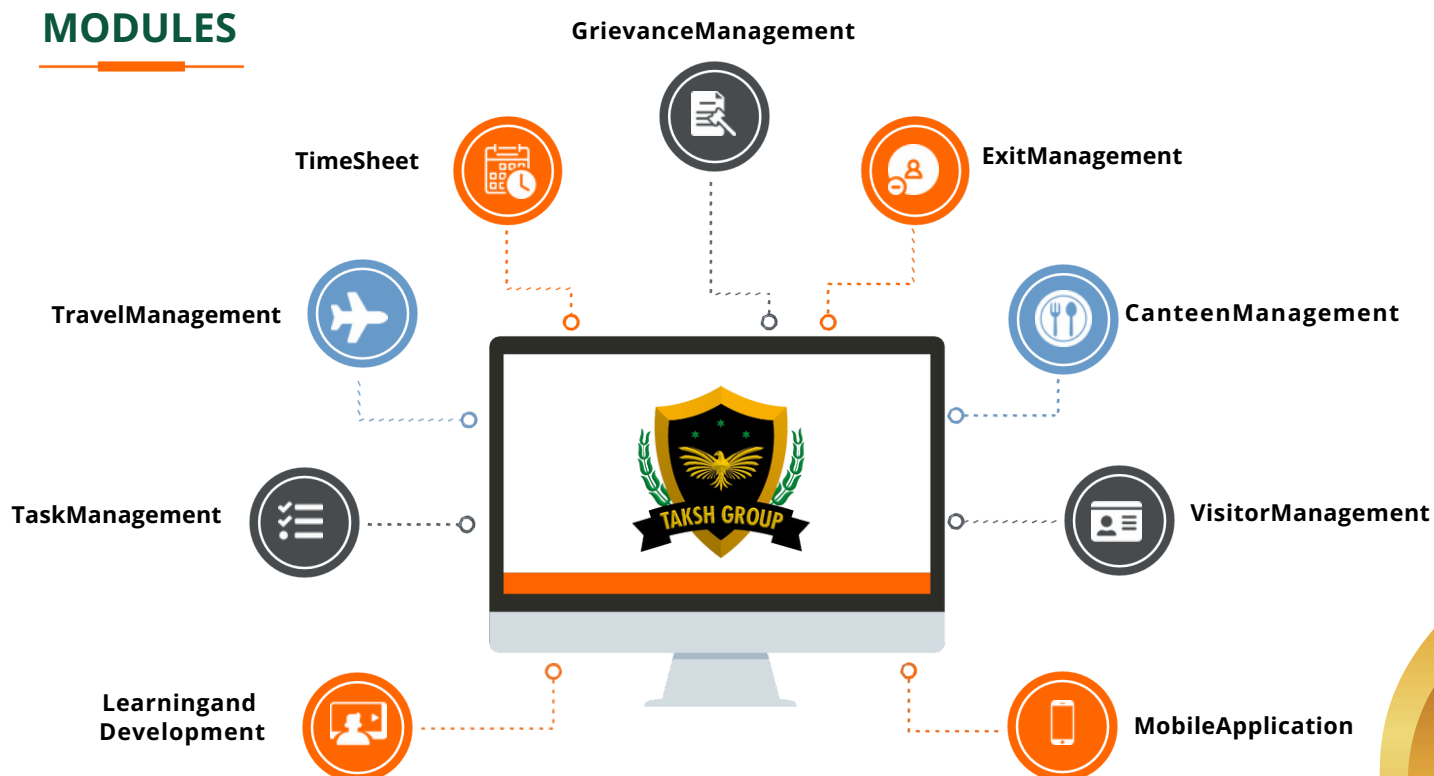 MODULES
GrievanceManagement
TimeSheet
ExitManagement
TravelManagement
CanteenManagement
TAKSH GROUP
TaskManagement
VisitorManagement
Learningand
Development
MobileApplication